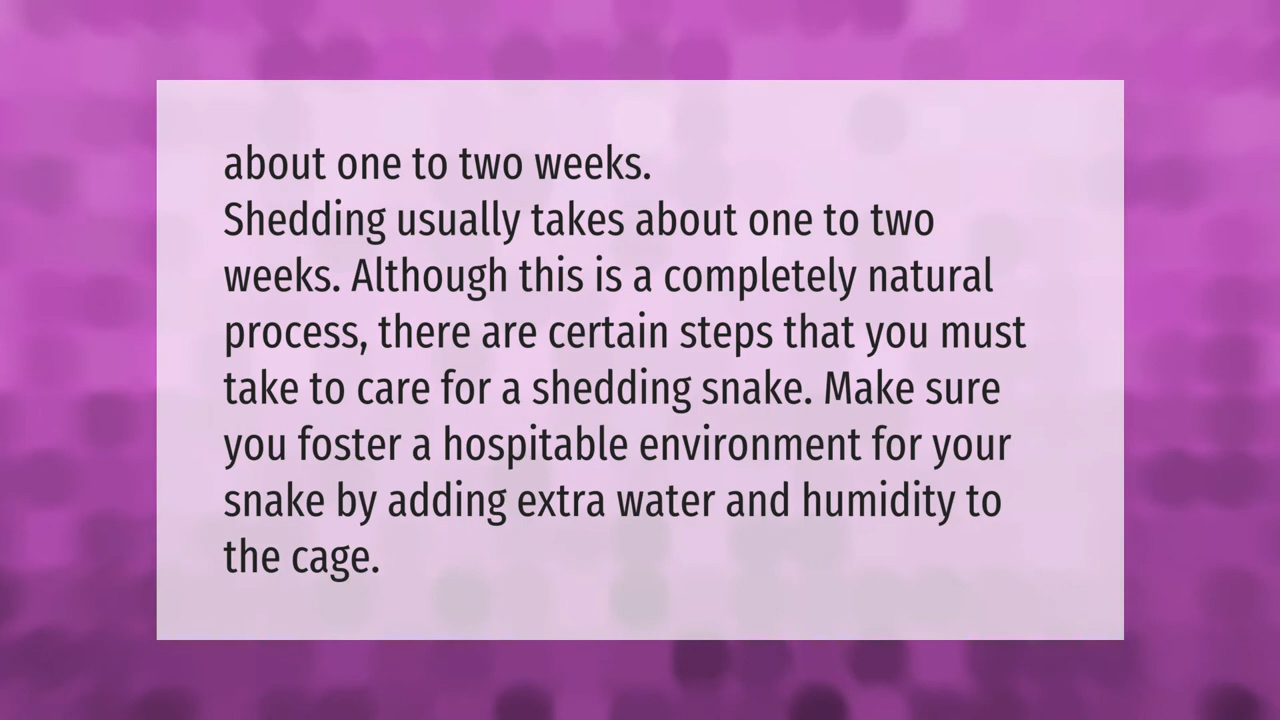 about one to two weeks.
Shedding usually takes about one to two
weeks. Although this is a completely natural
process, there are certain steps that you must
take to care for a shedding snake. Make sure
you foster a hospitable environment for your
snake by adding extra water and humidity to
the cage.